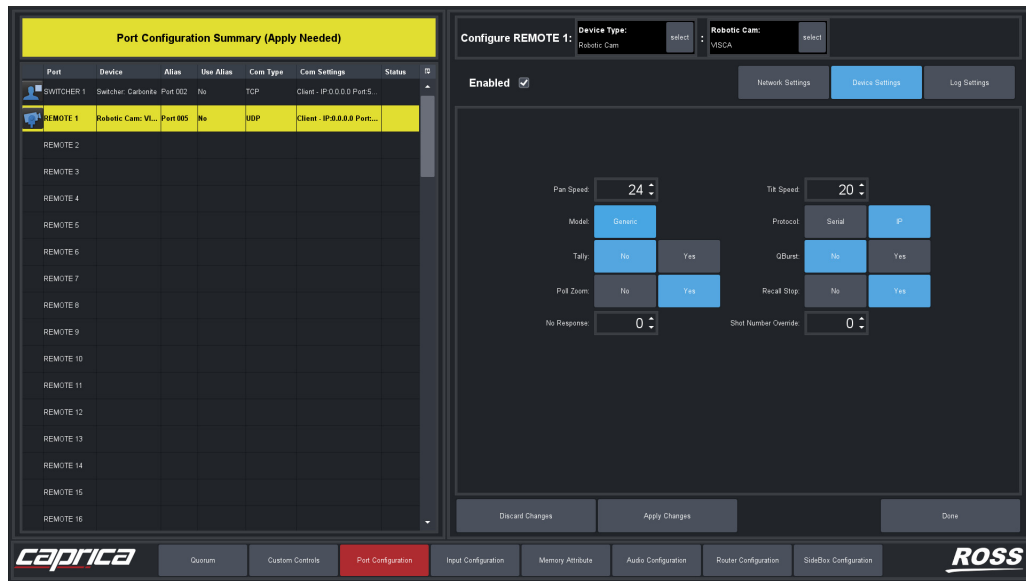 Port Configuration Summary (Apply Needed)
Port Device Alias Use Alias Com Type Com Settings Status
SWITCHER 1 Switcher: Carbonite Port 002 No TCP Client - IP:0.0.0.0 Port:5...
REMOTE 1 Robotic Cam: VI... Port 005 No UDP Client - IP:0.0.0.0 Port:...
REMOTE 2
REMOTE 3
REMOTE 4
REMOTE 5
REMOTE 6
REMOTE 7
REMOTE 8
REMOTE 9
REMOTE 10
REMOTE 11
REMOTE 12
REMOTE 13
REMOTE 14
REMOTE 15
REMOTE 16
Configure REMOTE 1: Device Type: Robotic Cam select : Robotic Cam: VISCA select
Enabled Network Settings Device Settings Log Settings
Pan Speed: 24 Tilt Speed: 20
Model: Generic Protocol: Serial IP
Tally: No Yes QBurst: No Yes
Poll Zoom: No Yes Recall Stop: No Yes
No Response: 0 Shot Number Override: 0
Discard Changes Apply Changes Done
caprica Quorum Custom Controls Port Configuration Input Configuration Memory Attribute Audio Configuration Router Configuration SideBox Configuration ROSS